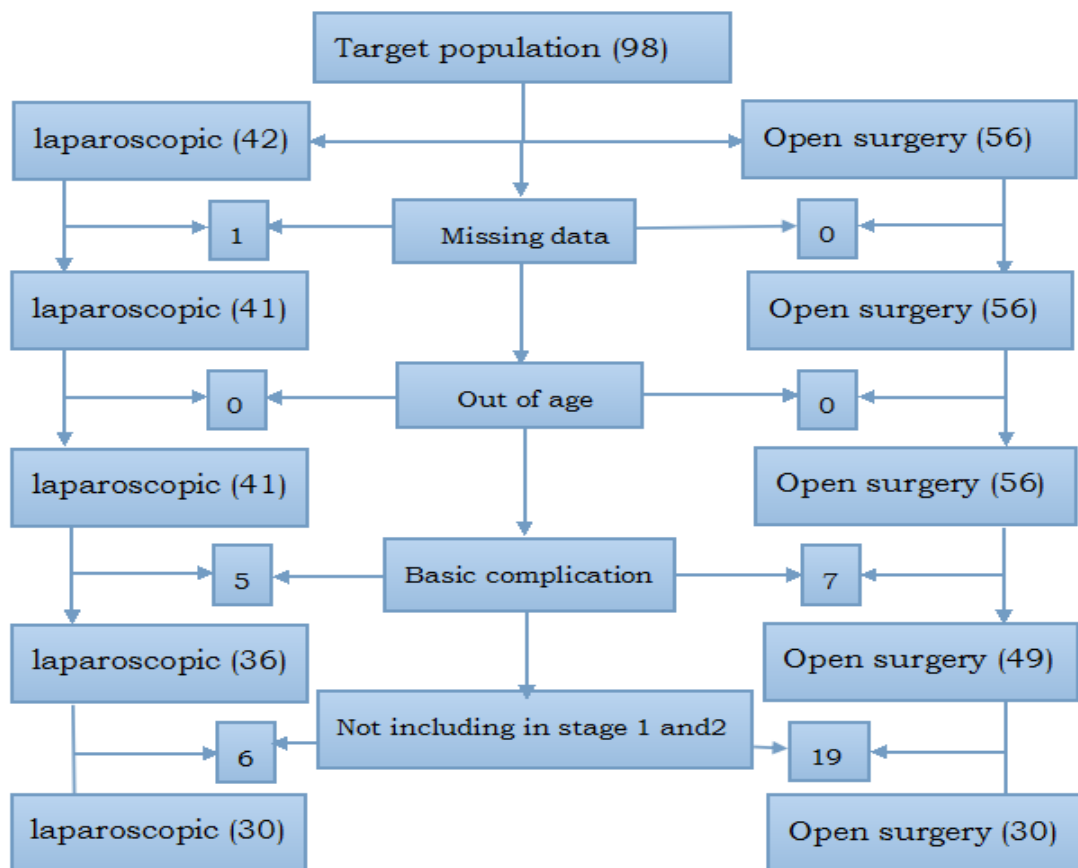 Target population (98)
laparoscopic (42)
Open surgery (56)
1
Missing data
0
laparoscopic (41)
Open surgery (56)
0
Out of age
0
laparoscopic (41)
Open surgery (56)
5
Basic complication
7
laparoscopic (36)
Open surgery (49)
6
Not including in stage 1 and2
19
laparoscopic (30)
Open surgery (30)